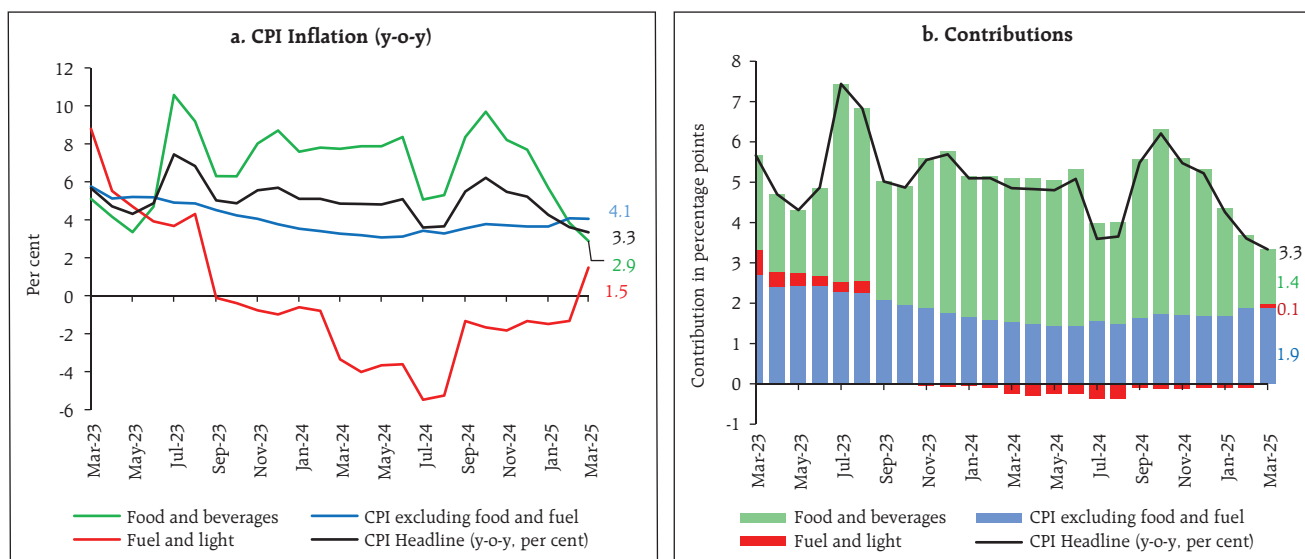 a. CPI Inflation (y-o-y)
Per cent
12
10
8
6
4
2
0
-2
-4
-6
4.1
3.3
2.9
1.5
Mar-23
May-23
Jul-23
Sep-23
Nov-23
Jan-24
Mar-24
May-24
Jul-24
Sep-24
Nov-24
Jan-25
Mar-25
Food and beverages
CPI excluding food and fuel
Fuel and light
CPI Headline (y-o-y, per cent)
b. Contributions
Contribution in percentage points
8
7
6
5
4
3
2
1
0
-1
3.3
1.4
0.1
1.9
Mar-23
May-23
Jul-23
Sep-23
Nov-23
Jan-24
Mar-24
May-24
Jul-24
Sep-24
Nov-24
Jan-25
Mar-25
Food and beverages
CPI excluding food and fuel
Fuel and light
CPI Headline (y-o-y, per cent)